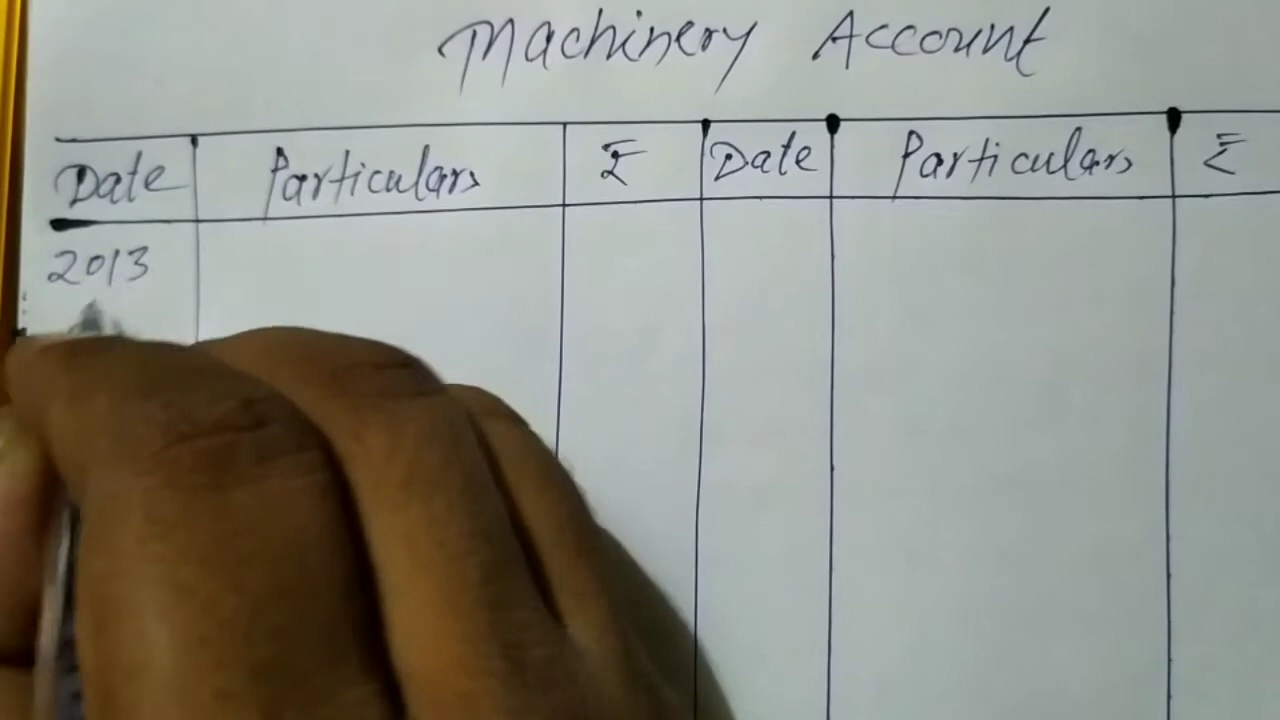 Machinery Account
Date Particulars ₹ Date Particulars ₹
2013